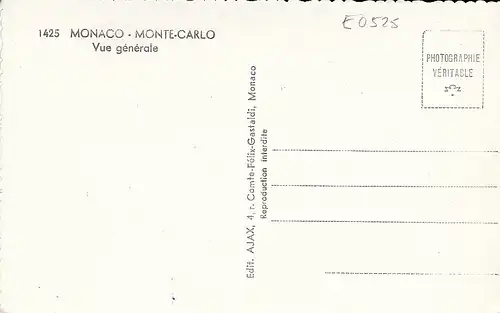 1425 MONACO - MONTE-CARLO
Vue générale
E0525
PHOTOGRAPHIE
VÉRITABLE
Edit. AJAX, 4, r. Comte-Félix-Gastaldi, Monaco
Reproduction interdite